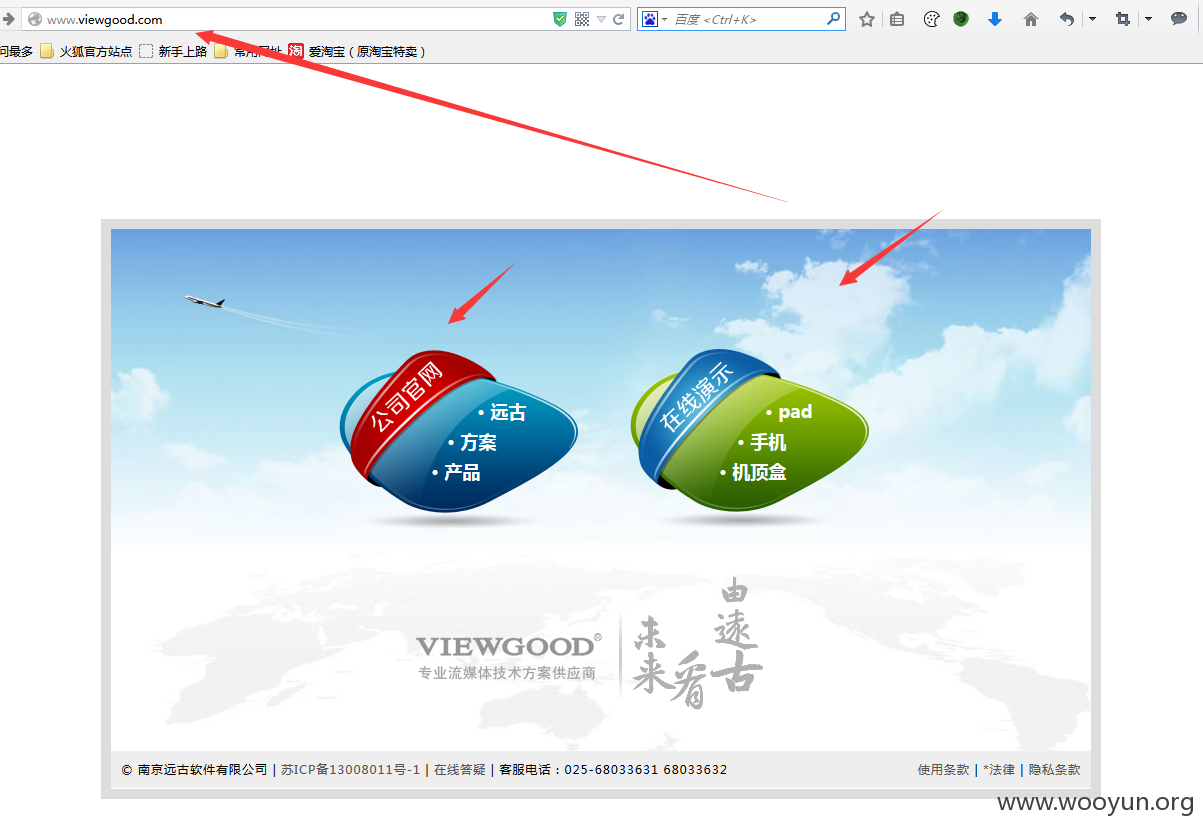 www.viewgood.com
百度 <Ctrl+K>
问最多 火狐官方站点 新手上路 常用网址 淘 爱淘宝（原淘宝特卖）
公司官网
• 远古
• 方案
• 产品
在线演示
• pad
• 手机
• 机顶盒
VIEWGOOD®
专业流媒体技术方案供应商
由远古
看未来
© 南京远古软件有限公司 | 苏ICP备13008011号-1 | 在线答疑 | 客服电话：025-68033631 68033632
使用条款 | *法律 | 隐私条款
www.wooyun.org